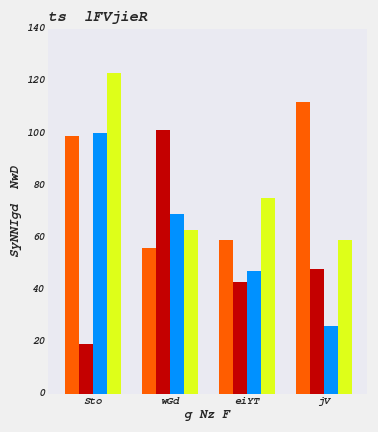 ts  lFVjieR
140
120
100
80
60
40
20
0
SyNNIgd  NwD
Sto
WGd
eiYT
jV
g Nz F